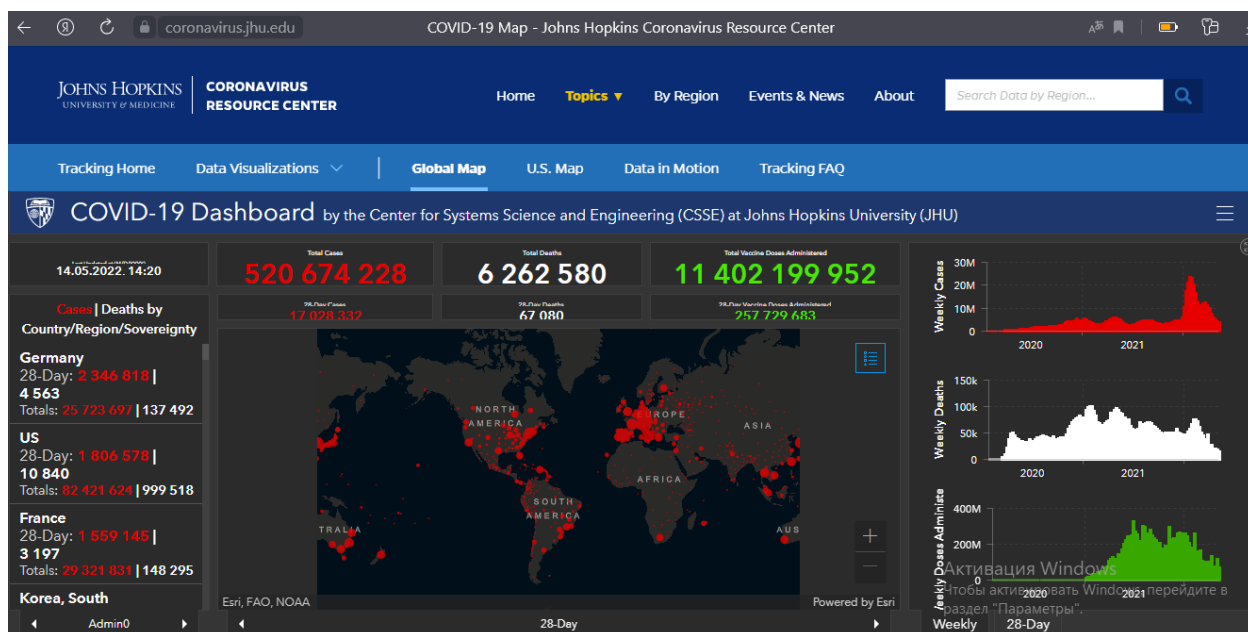 coronavirus.jhu.edu
COVID-19 Map - Johns Hopkins Coronavirus Resource Center
JOHNS HOPKINS
UNIVERSITY & MEDICINE
CORONAVIRUS
RESOURCE CENTER
Home
Topics ▼
By Region
Events & News
About
Search Data by Region...
Tracking Home
Data Visualizations
Global Map
U.S. Map
Data in Motion
Tracking FAQ
COVID-19 Dashboard by the Center for Systems Science and Engineering (CSSE) at Johns Hopkins University (JHU)
14.05.2022. 14:20
Total Cases
520 674 228
Total Deaths
6 262 580
Total Vaccine Doses Administered
11 402 199 952
28-Day Cases
17 028 332
28-Day Deaths
67 080
28-Day Vaccine Doses Administered
257 729 683
Cases | Deaths by
Country/Region/Sovereignty
Germany
28-Day: 2 346 818 |
4 563
Totals: 25 723 697 | 137 492
US
28-Day: 1 806 578 |
10 840
Totals: 82 421 624 | 999 518
France
28-Day: 1 559 145 |
3 197
Totals: 29 321 831 | 148 295
Korea, South
Admin0
NORTH
AMERICA
EUROPE
ASIA
AFRICA
SOUTH
AMERICA
TRALIA
AUS
Esri, FAO, NOAA
Powered by Esri
28-Day
Weekly Cases
30M
20M
10M
0
2020
2021
Weekly Deaths
150k
100k
50k
0
2020
2021
Weekly Doses Administe
400M
200M
0
2020
2021
Активация Windows
Чтобы активировать Windows, перейдите в
раздел "Параметры".
Weekly
28-Day